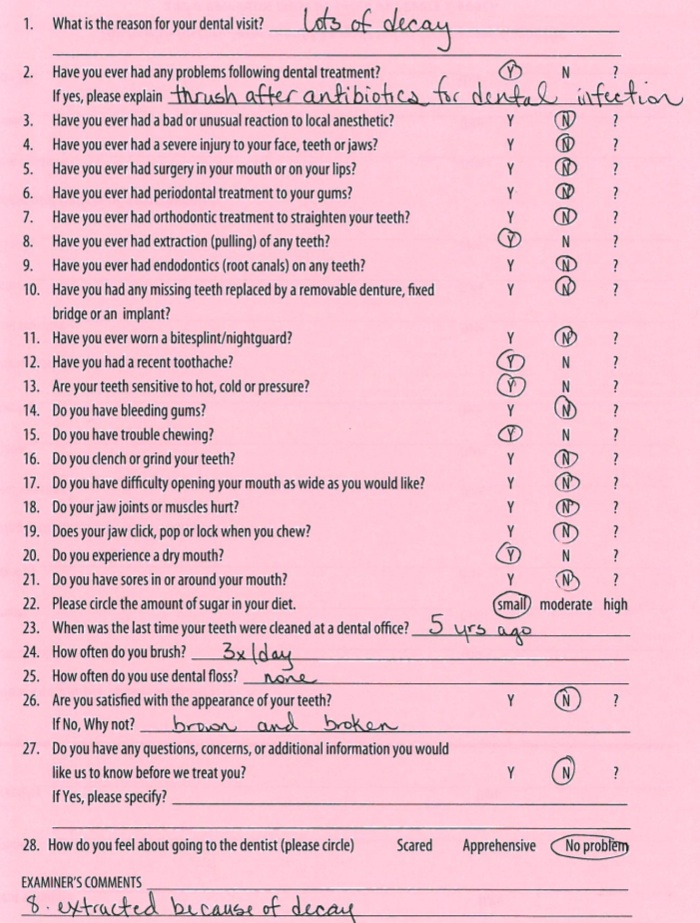 1. What is the reason for your dental visit? lots of decay
2. Have you ever had any problems following dental treatment? Y N ?
If yes, please explain thrush after antibiotics for dental infection
3. Have you ever had a bad or unusual reaction to local anesthetic? Y N ?
4. Have you ever had a severe injury to your face, teeth or jaws? Y N ?
5. Have you ever had surgery in your mouth or on your lips? Y N ?
6. Have you ever had periodontal treatment to your gums? Y N ?
7. Have you ever had orthodontic treatment to straighten your teeth? Y N ?
8. Have you ever had extraction (pulling) of any teeth? Y N ?
9. Have you ever had endodontics (root canals) on any teeth? Y N ?
10. Have you had any missing teeth replaced by a removable denture, fixed Y N ?
bridge or an implant?
11. Have you ever worn a bitesplint/nightguard? Y N ?
12. Have you had a recent toothache? Y N ?
13. Are your teeth sensitive to hot, cold or pressure? Y N ?
14. Do you have bleeding gums? Y N ?
15. Do you have trouble chewing? Y N ?
16. Do you clench or grind your teeth? Y N ?
17. Do you have difficulty opening your mouth as wide as you would like? Y N ?
18. Do your jaw joints or muscles hurt? Y N ?
19. Does your jaw click, pop or lock when you chew? Y N ?
20. Do you experience a dry mouth? Y N ?
21. Do you have sores in or around your mouth? Y N ?
22. Please circle the amount of sugar in your diet. small moderate high
23. When was the last time your teeth were cleaned at a dental office? 5 yrs ago
24. How often do you brush? 3x/day
25. How often do you use dental floss? none
26. Are you satisfied with the appearance of your teeth? Y N ?
If No, Why not? brown and broken
27. Do you have any questions, concerns, or additional information you would
like us to know before we treat you? Y N ?
If Yes, please specify?
28. How do you feel about going to the dentist (please circle) Scared Apprehensive No problem
EXAMINER'S COMMENTS
8. extracted because of decay